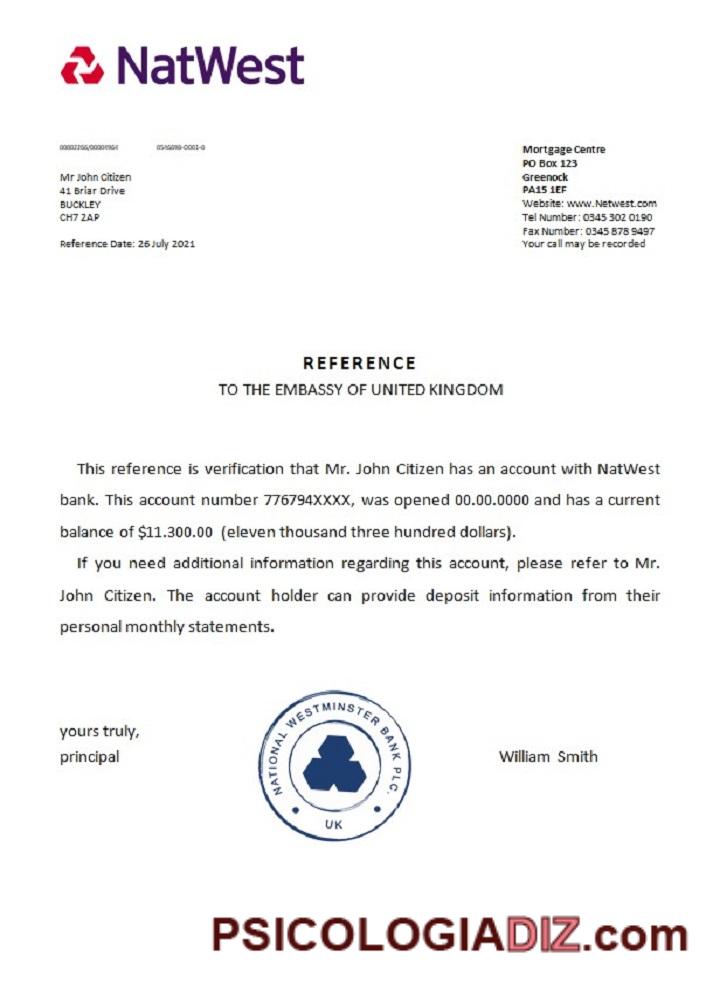 NatWest
Mr John Citizen
41 Briar Drive
BUCKLEY
CH7 2AP
Reference Date: 26 July 2021
Mortgage Centre
PO Box 123
Greenock
PA15 1EF
Website: www.Netwest.com
Tel Number: 0345 302 0190
Fax Number: 0345 878 9497
Your call may be recorded
REFERENCE
TO THE EMBASSY OF UNITED KINGDOM
This reference is verification that Mr. John Citizen has an account with NatWest
bank. This account number 776794XXXX, was opened 00.00.0000 and has a current
balance of $11.300.00 (eleven thousand three hundred dollars).
If you need additional information regarding this account, please refer to Mr.
John Citizen. The account holder can provide deposit information from their
personal monthly statements.
yours truly,
principal
NATIONAL WESTMINSTER BANK PLC.
UK
William Smith
PSICOLOGIADIZ.com